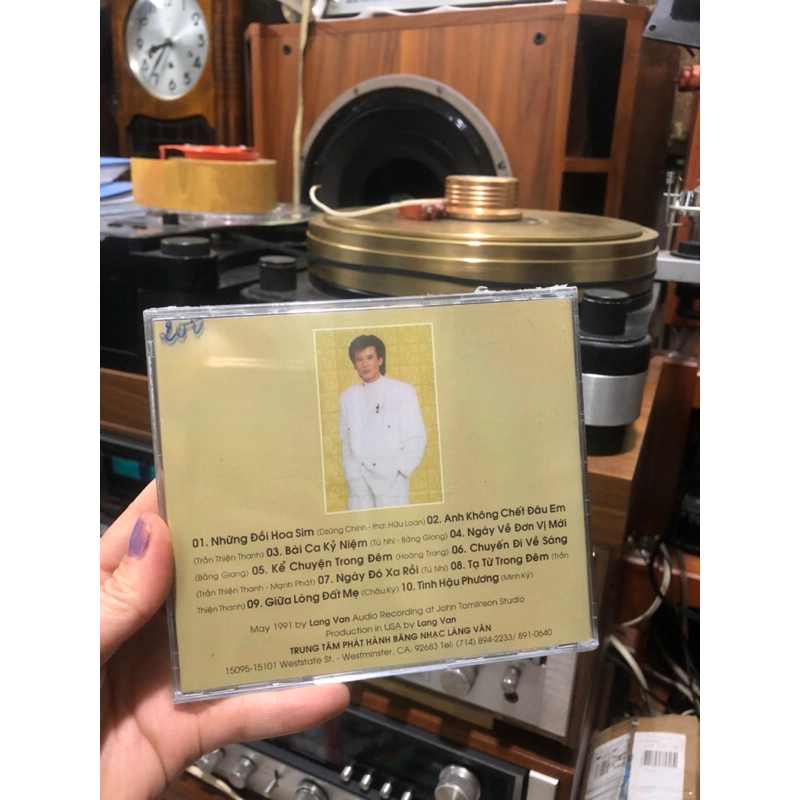 200
01. Những Đồi Hoa Sim (Dzũng Chinh - thơ: Hữu Loan) 02. Anh Không Chết Đâu Em
(Trần Thiện Thanh) 03. Bài Ca Kỷ Niệm (Tú Nhi - Bằng Giang) 04. Ngày Về Đơn Vị Mới
(Bằng Giang) 05. Kể Chuyện Trong Đêm (Hoàng Trang) 06. Chuyến Đi Về Sáng
(Trần Thiện Thanh - Mạnh Phát) 07. Ngày Đó Xa Rồi (Tú Nhi) 08. Tạ Từ Trong Đêm (Trần
Thiện Thanh) 09. Giữa Lòng Đất Mẹ (Châu Kỳ) 10. Tình Hậu Phương (Minh Kỳ)
May 1991 by Lang Van Audio Recording at John Tomlinson Studio
Production in USA by Lang Van
TRUNG TÂM PHÁT HÀNH BĂNG NHẠC LÀNG VĂN
15095-15101 Weststate St. - Westminster, CA, 92683 Tel: (714) 894-2233/ 891-0640